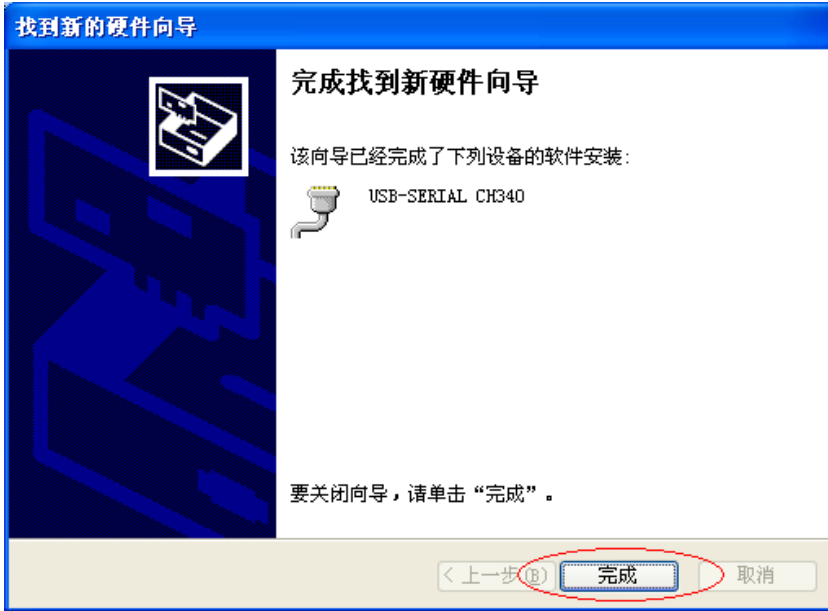 找到新的硬件向导
完成找到新硬件向导
该向导已经完成了下列设备的软件安装:
USB-SERIAL CH340
要关闭向导，请单击“完成”。
< 上一步(B) 完成 取消